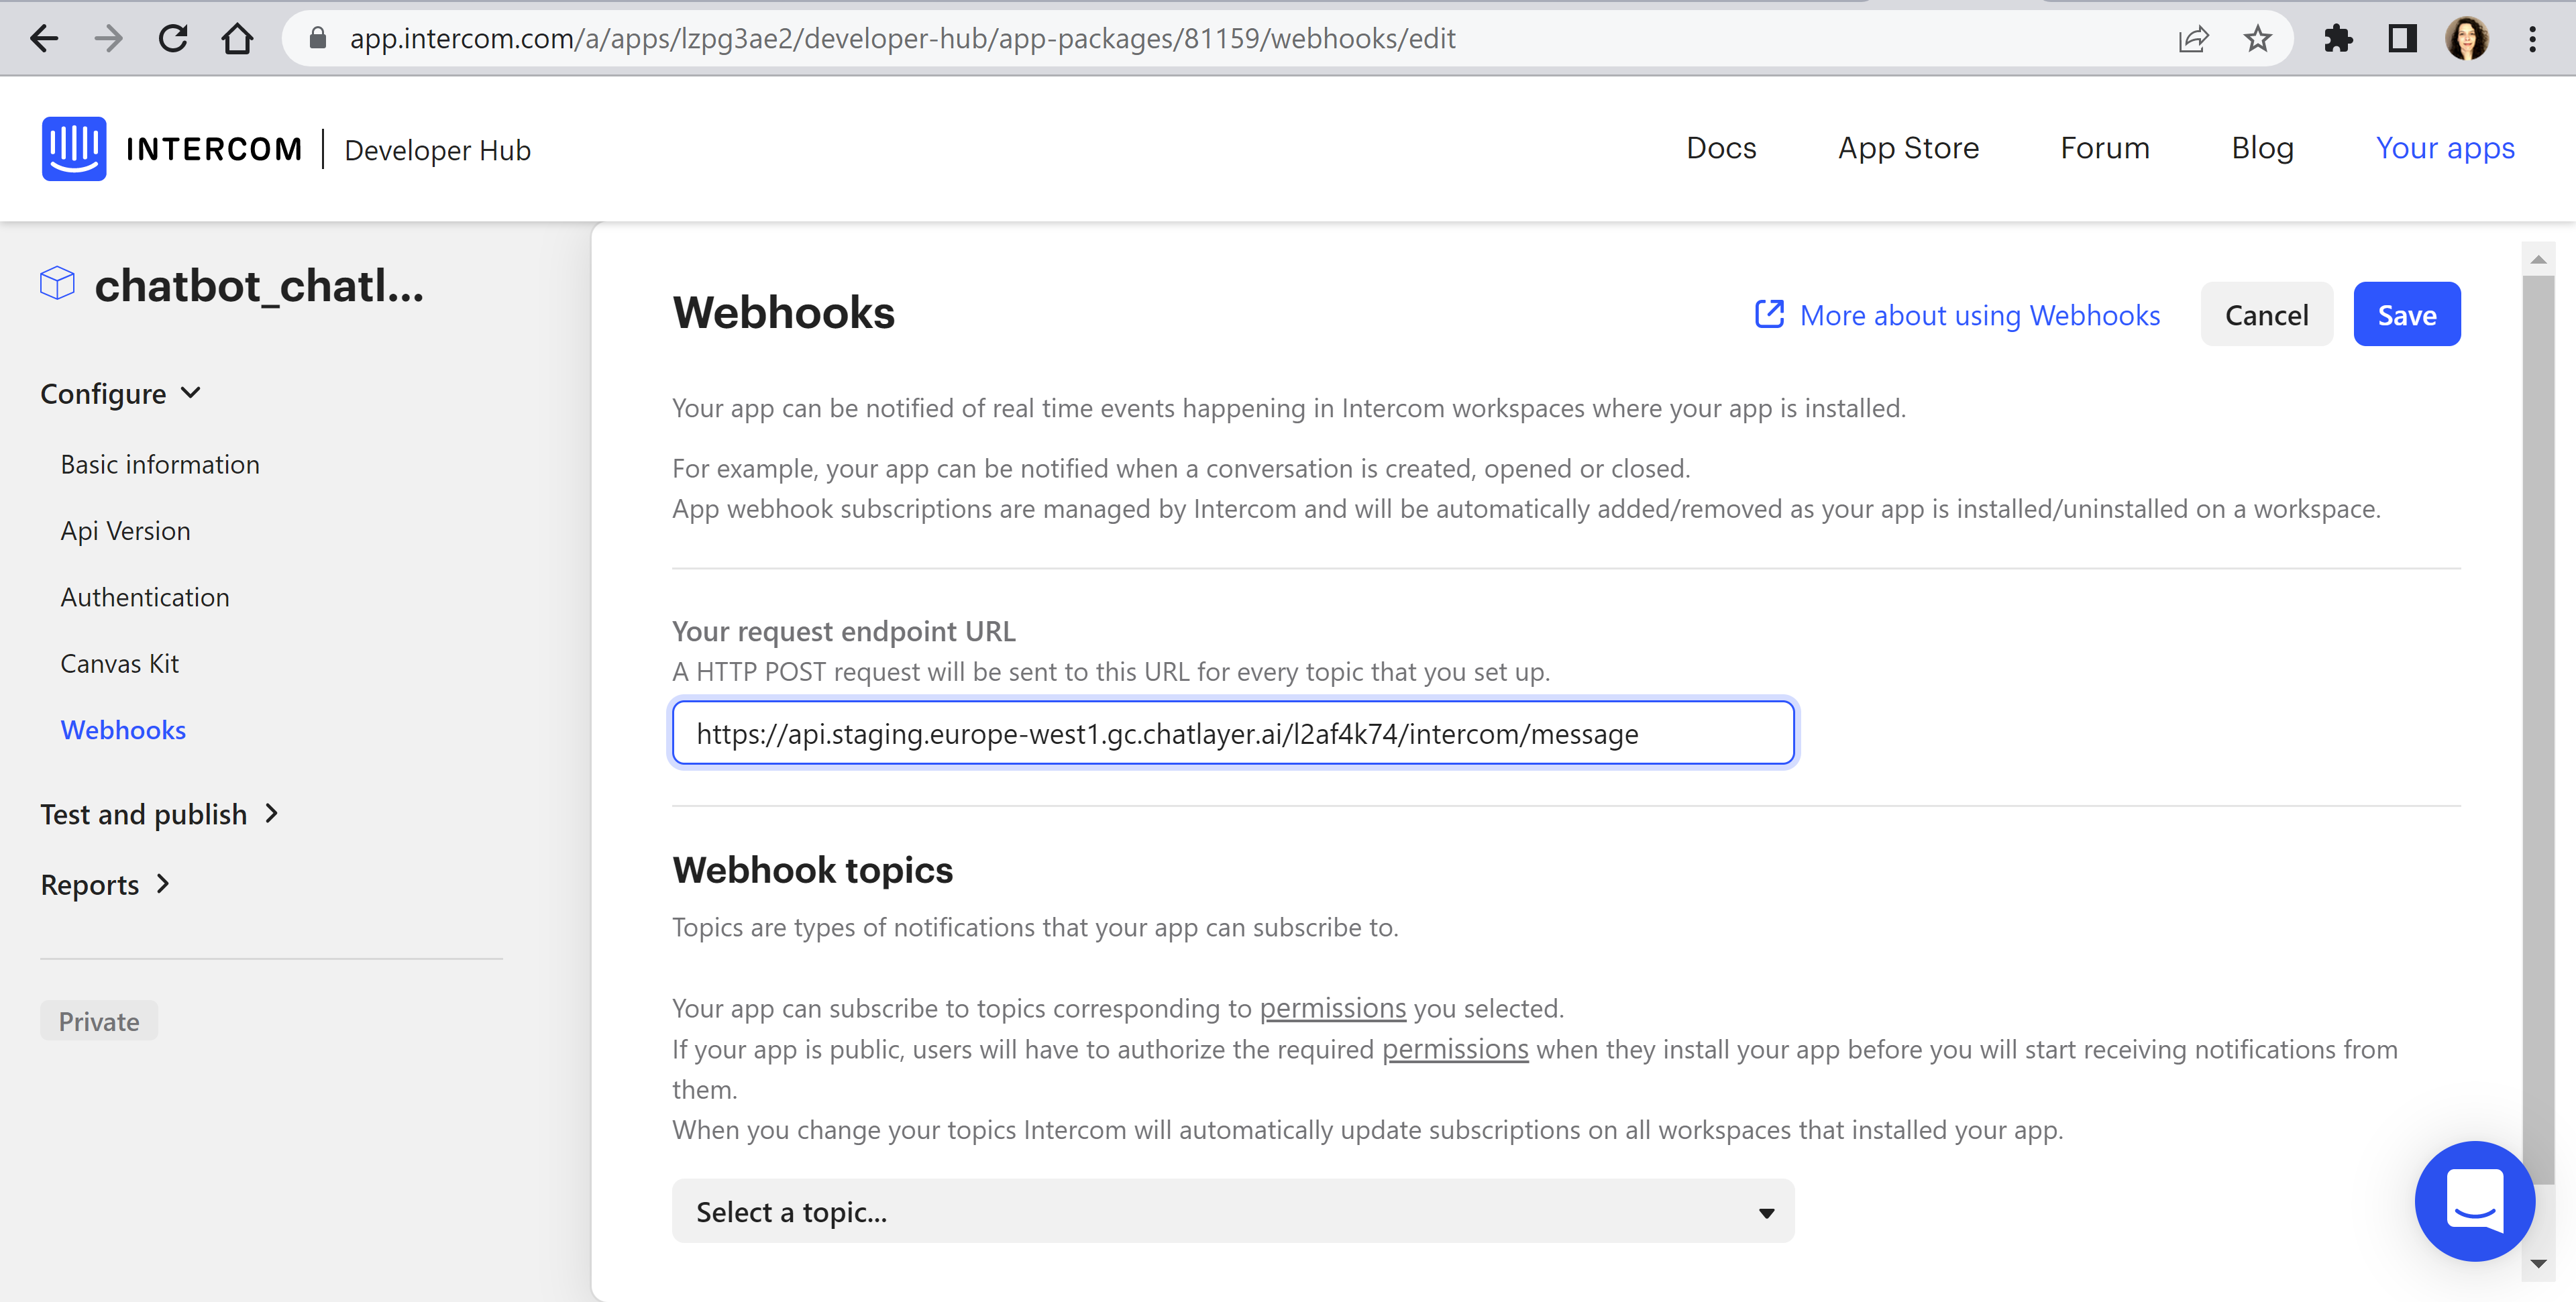 app.intercom.com/a/apps/lzpg3ae2/developer-hub/app-packages/81159/webhooks/edit
INTERCOM | Developer Hub
Docs
App Store
Forum
Blog
Your apps
chatbot_chatl...
Configure
Basic information
Api Version
Authentication
Canvas Kit
Webhooks
Test and publish
Reports
Private
Webhooks
More about using Webhooks
Cancel
Save
Your app can be notified of real time events happening in Intercom workspaces where your app is installed.
For example, your app can be notified when a conversation is created, opened or closed.
App webhook subscriptions are managed by Intercom and will be automatically added/removed as your app is installed/uninstalled on a workspace.
Your request endpoint URL
A HTTP POST request will be sent to this URL for every topic that you set up.
https://api.staging.europe-west1.gc.chatlayer.ai/l2af4k74/intercom/message
Webhook topics
Topics are types of notifications that your app can subscribe to.
Your app can subscribe to topics corresponding to permissions you selected.
If your app is public, users will have to authorize the required permissions when they install your app before you will start receiving notifications from
them.
When you change your topics Intercom will automatically update subscriptions on all workspaces that installed your app.
Select a topic...